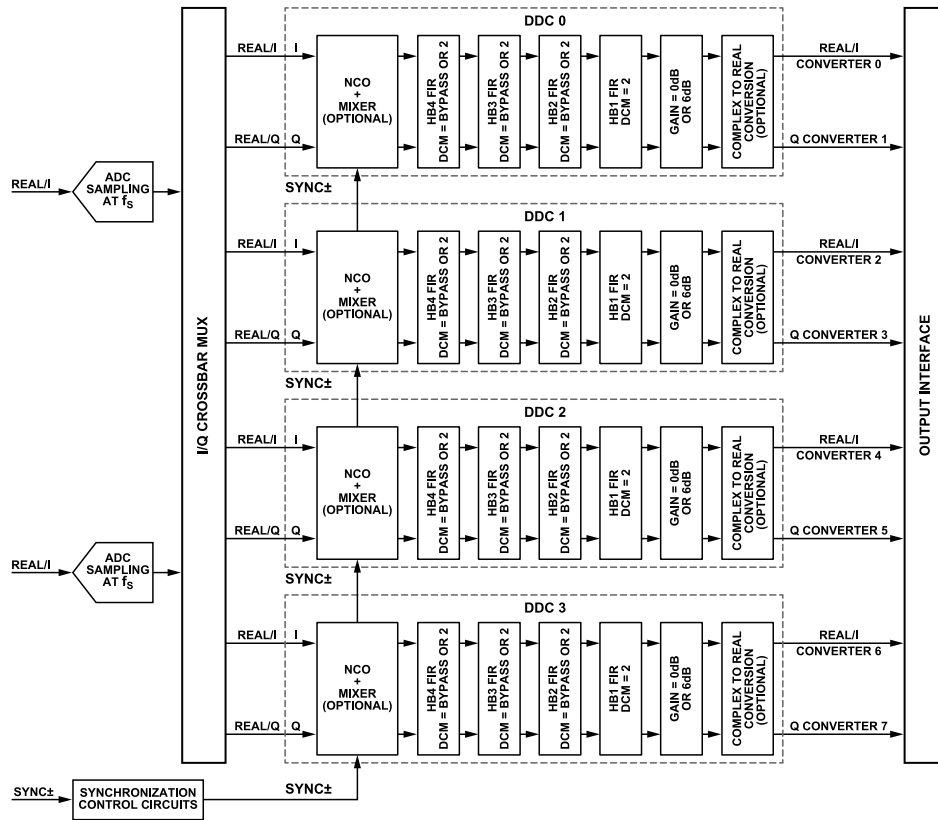 DDC 0
REAL/I I
REAL/Q Q
NCO
+
MIXER
(OPTIONAL)
HB4 FIR
DCM = BYPASS OR 2
HB3 FIR
DCM = BYPASS OR 2
HB2 FIR
DCM = BYPASS OR 2
HB1 FIR
DCM = 2
GAIN = 0dB
OR 6dB
COMPLEX TO REAL
CONVERSION
(OPTIONAL)
REAL/I
CONVERTER 0
Q CONVERTER 1
SYNC±
REAL/I
ADC
SAMPLING
AT fS
DDC 1
REAL/I I
REAL/Q Q
NCO
+
MIXER
(OPTIONAL)
HB4 FIR
DCM = BYPASS OR 2
HB3 FIR
DCM = BYPASS OR 2
HB2 FIR
DCM = BYPASS OR 2
HB1 FIR
DCM = 2
GAIN = 0dB
OR 6dB
COMPLEX TO REAL
CONVERSION
(OPTIONAL)
REAL/I
CONVERTER 2
Q CONVERTER 3
SYNC±
I/Q CROSSBAR MUX
OUTPUT INTERFACE
DDC 2
REAL/I I
REAL/Q Q
NCO
+
MIXER
(OPTIONAL)
HB4 FIR
DCM = BYPASS OR 2
HB3 FIR
DCM = BYPASS OR 2
HB2 FIR
DCM = BYPASS OR 2
HB1 FIR
DCM = 2
GAIN = 0dB
OR 6dB
COMPLEX TO REAL
CONVERSION
(OPTIONAL)
REAL/I
CONVERTER 4
Q CONVERTER 5
SYNC±
REAL/I
ADC
SAMPLING
AT fS
DDC 3
REAL/I I
REAL/Q Q
NCO
+
MIXER
(OPTIONAL)
HB4 FIR
DCM = BYPASS OR 2
HB3 FIR
DCM = BYPASS OR 2
HB2 FIR
DCM = BYPASS OR 2
HB1 FIR
DCM = 2
GAIN = 0dB
OR 6dB
COMPLEX TO REAL
CONVERSION
(OPTIONAL)
REAL/I
CONVERTER 6
Q CONVERTER 7
SYNC±
SYNC±
SYNCHRONIZATION
CONTROL CIRCUITS